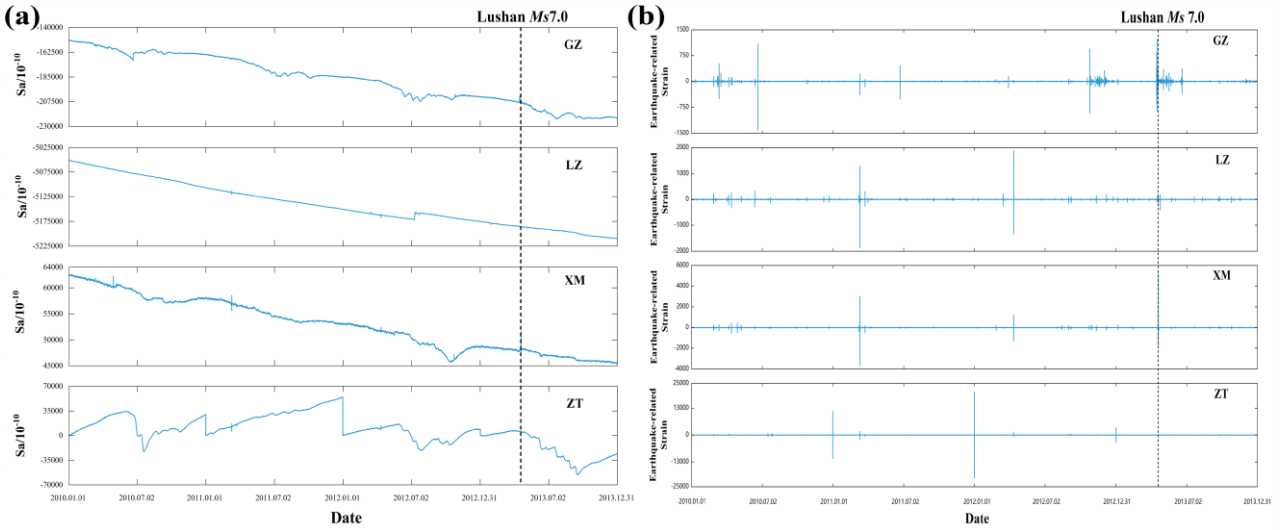 (a)
Lushan Ms7.0
GZ
Sa/10⁻¹⁰
-140000
-162500
-185000
-207500
-230000
LZ
Sa/10⁻¹⁰
-5025000
-5075000
-5125000
-5175000
-5225000
XM
Sa/10⁻¹⁰
64000
60000
55000
50000
45000
ZT
Sa/10⁻¹⁰
70000
35000
0
-35000
-70000
2010.01.01 2010.07.02 2011.01.01 2011.07.02 2012.01.01 2012.07.02 2012.12.31 2013.07.02 2013.12.31
Date
(b)
Lushan Ms 7.0
GZ
Earthquake-related
Strain
1500
750
0
-750
-1500
LZ
Earthquake-related
Strain
2000
1000
0
-1000
-2000
XM
Earthquake-related
Strain
6000
4000
2000
0
-2000
-4000
ZT
Earthquake-related
Strain
25000
13000
0
-13000
-25000
2010.01.01 2010.07.02 2011.01.01 2011.07.02 2012.01.01 2012.07.02 2012.12.31 2013.07.02 2013.12.31
Date